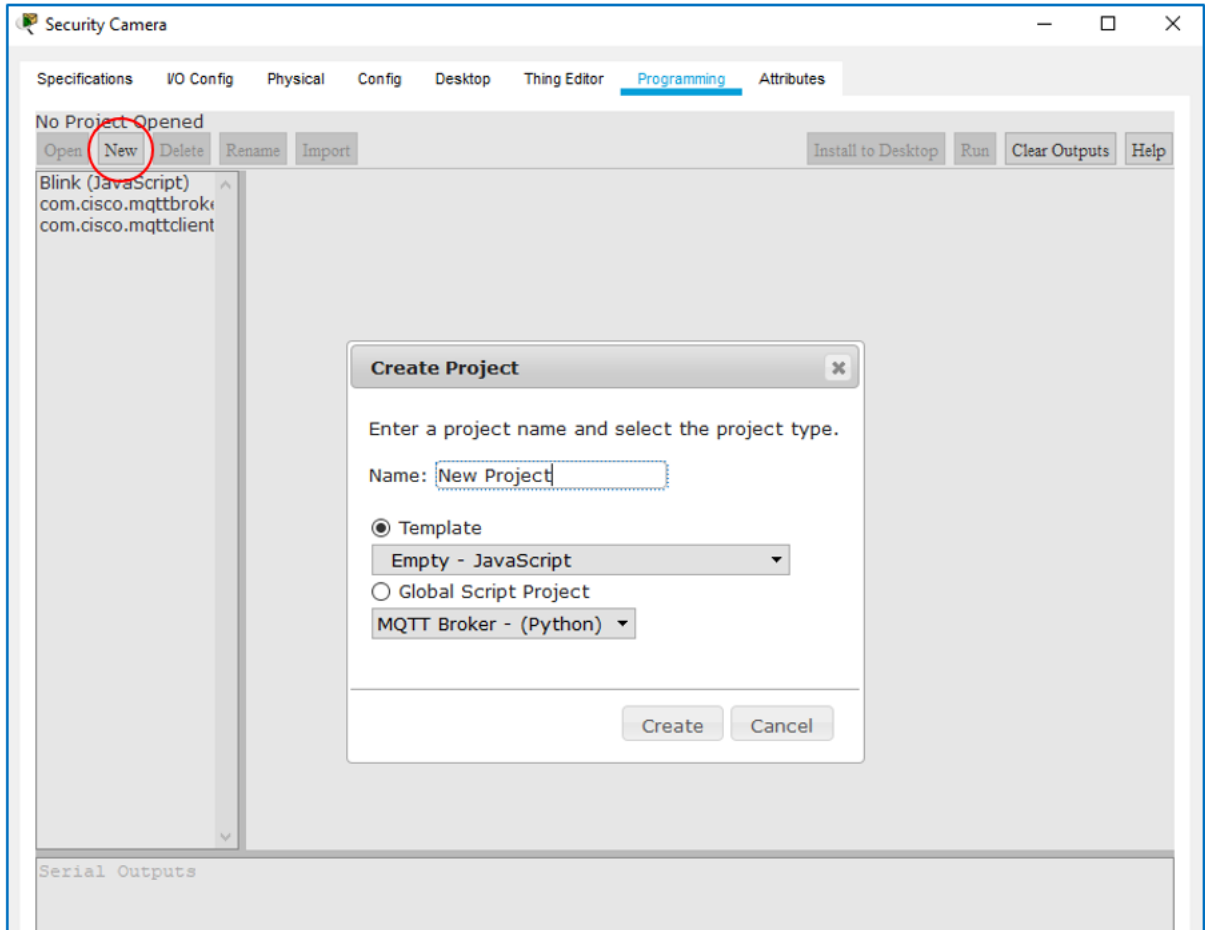 Security Camera
Specifications I/O Config Physical Config Desktop Thing Editor Programming Attributes
No Project Opened
Open New Delete Rename Import Install to Desktop Run Clear Outputs Help
Blink (JavaScript)
com.cisco.mqttbroke
com.cisco.mqttclient
Create Project
Enter a project name and select the project type.
Name: New Project
Template
Empty - JavaScript
Global Script Project
MQTT Broker - (Python)
Create Cancel
Serial Outputs